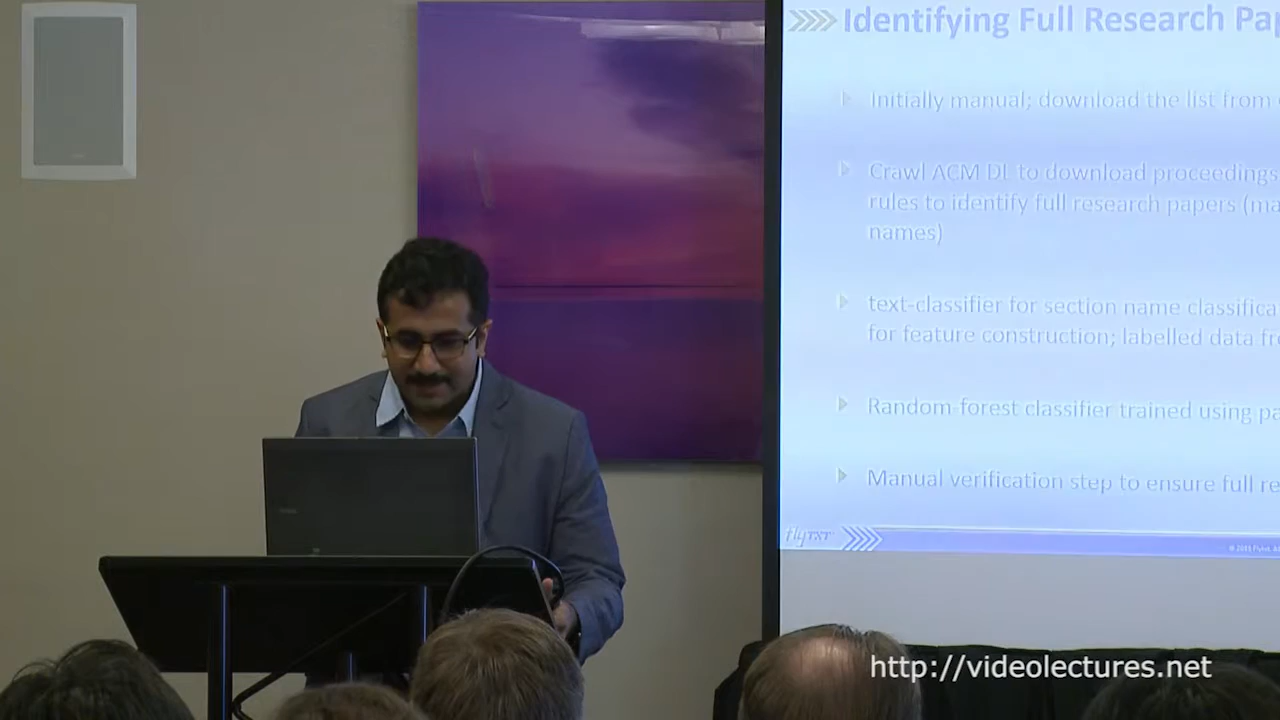 Identifying Full Research Pa
Initially manual; download the list from
Crawl ACM DL to download proceedings
rules to identify full research papers (ma
names)
text-classifier for section name classifica
for feature construction; labelled data fr
Random-forest classifier trained using pa
Manual verification step to ensure full re
flytxt
http://videolectures.net